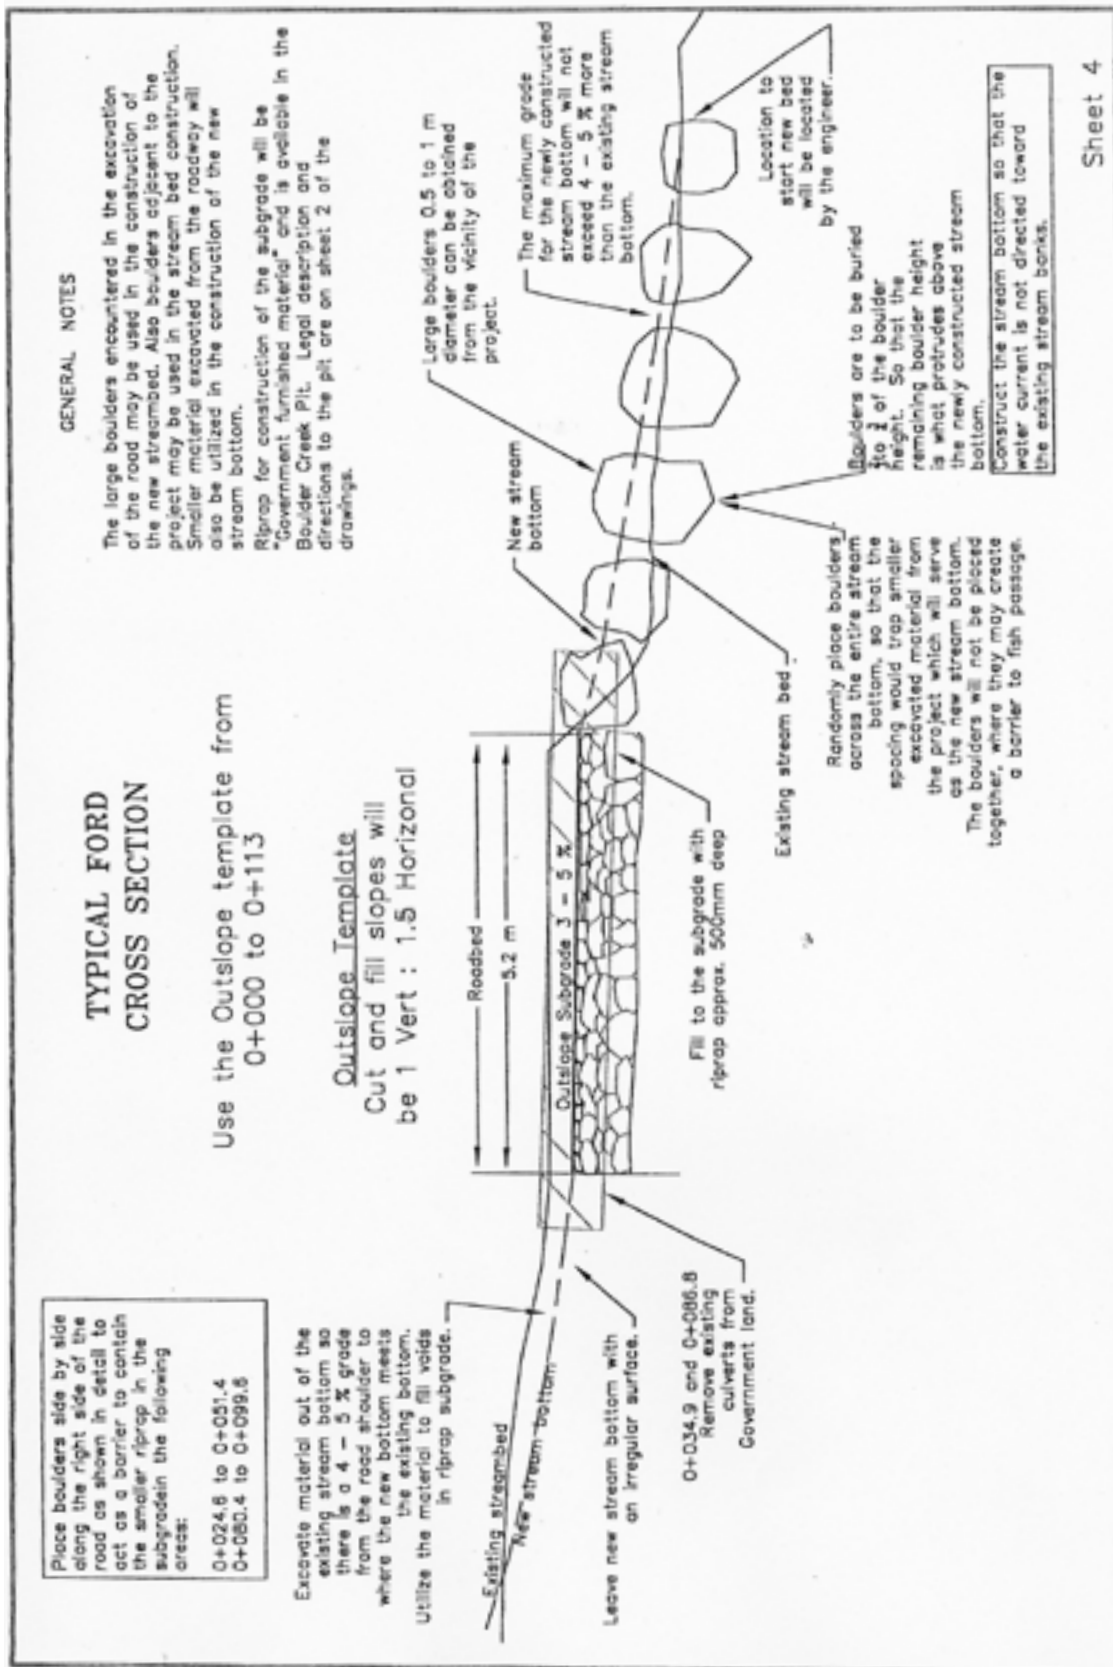 Place boulders side by side
along the right side of the
road as shown in detail to
act as a barrier to contain
the smaller riprap in the
subgradein the following
areas:
0+024.6 to 0+051.4
0+080.4 to 0+099.6
TYPICAL FORD
CROSS SECTION
Use the Outslope template from
0+000 to 0+113
Outslope Template
Cut and fill slopes will
be 1 Vert : 1.5 Horizonal
GENERAL NOTES
The large boulders encountered in the excavation
of the road may be used in the construction of
the new streambed. Also boulders adjacent to the
project may be used in the stream bed construction.
Smaller material excavated from the roadway will
also be utilized in the construction of the new
stream bottom.
Riprap for construction of the subgrade will be
"Government furnished material" and is available in the
Boulder Creek Pit. Legal description and
directions to the pit are on sheet 2 of the
drawings.
Excavate material out of the
existing stream bottom so
there is a 4 - 5 % grade
from the road shoulder to
where the new bottom meets
the existing bottom.
Utilize the material to fill voids
in riprap subgrade.
Existing streambed
New stream bottom
Leave new stream bottom with
an irregular surface.
0+034.9 and 0+086.8
Remove existing
culverts from
Government land.
Roadbed
5.2 m
Outslope Subgrade 3 - 5 %
Fill to the subgrade with
riprap approx. 500mm deep
New stream
bottom
Large boulders 0.5 to 1 m
diameter can be obtained
from the vicinity of the
project.
The maximum grade
for the newly constructed
stream bottom will not
exceed 4 - 5 % more
than the existing stream
bottom.
Existing stream bed
Randomly place boulders
across the entire stream
bottom, so that the
spacing would trap smaller
excavated material from
the project which will serve
as the new stream bottom.
The boulders will not be placed
together, where they may create
a barrier to fish passage.
Boulders are to be buried
to of the boulder
height. So that the
remaining boulder height
is what protrudes above
the newly constructed stream
bottom.
Location to
start new bed
will be located
by the engineer.
Construct the stream bottom so that the
water current is not directed toward
the existing stream banks.
Sheet 4